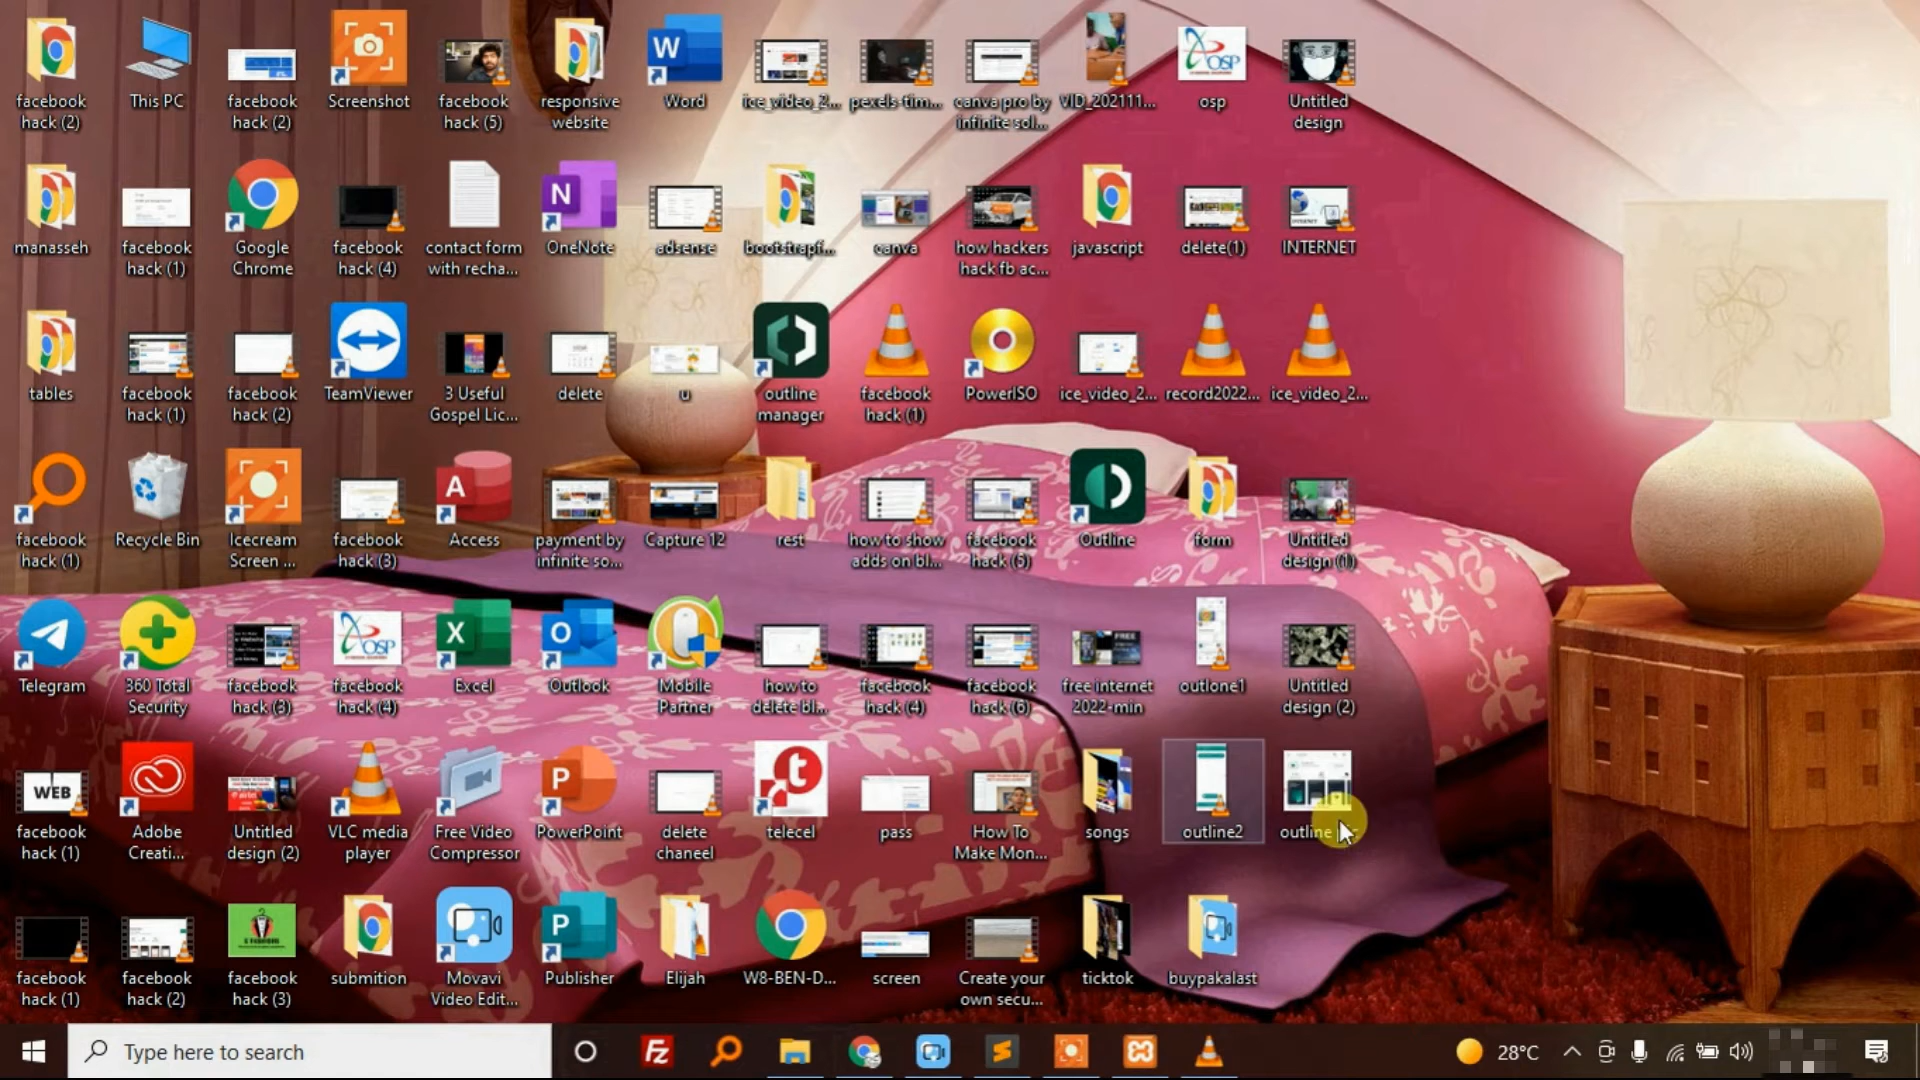 facebook hack (2)
This PC
facebook hack (2)
Screenshot
facebook hack (5)
responsive website
Word
ice_video_2...
pexels-tim...
canva pro by infinite sol...
VID_202111...
osp
Untitled design
manasseh
facebook hack (1)
Google Chrome
facebook hack (4)
contact form with recha...
OneNote
adsense
bootstrapf...
canva
how hackers hack fb ac...
javascript
delete(1)
INTERNET
tables
facebook hack (1)
facebook hack (2)
TeamViewer
3 Useful Gospel Lic...
delete
u
outline manager
facebook hack (1)
PowerISO
ice_video_2...
record2022...
ice_video_2...
facebook hack (1)
Recycle Bin
Icecream Screen ...
facebook hack (3)
Access
payment by infinite so...
Capture 12
rest
how to show adds on bl...
facebook hack (5)
Outline
form
Untitled design (1)
Telegram
360 Total Security
facebook hack (3)
facebook hack (4)
Excel
Outlook
Mobile Partner
how to delete bl...
facebook hack (4)
facebook hack (6)
free internet 2022-min
outlone1
Untitled design (2)
WEB
facebook hack (1)
Adobe Creati...
Untitled design (2)
VLC media player
Free Video Compressor
PowerPoint
delete chaneel
telecel
pass
How To Make Mon...
songs
outline2
outline
facebook hack (1)
facebook hack (2)
facebook hack (3)
submition
Movavi Video Edit...
Publisher
Elijah
W8-BEN-D...
screen
Create your own secu...
ticktok
buypakalast
Type here to search
28°C